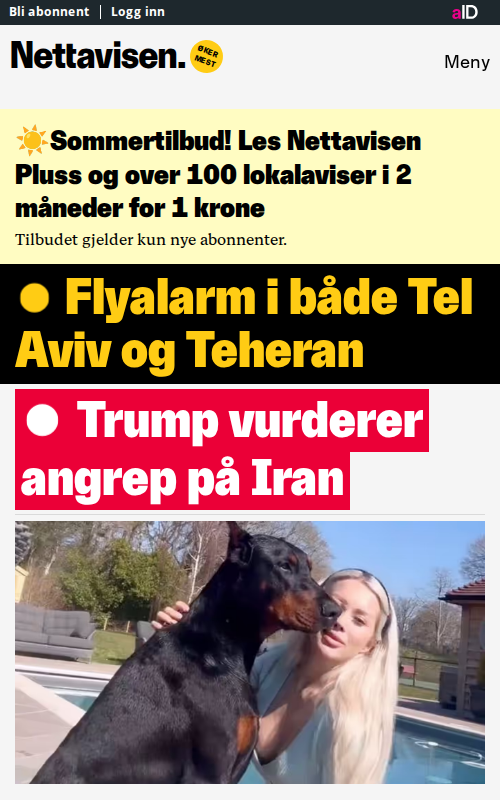 Bli abonnent | Logg inn
aID
Nettavisen.
ØKER
MEST
Meny
☀️Sommertilbud! Les Nettavisen
Pluss og over 100 lokalaviser i 2
måneder for 1 krone
Tilbudet gjelder kun nye abonnenter.
Flyalarm i både Tel
Aviv og Teheran
Trump vurderer
angrep på Iran